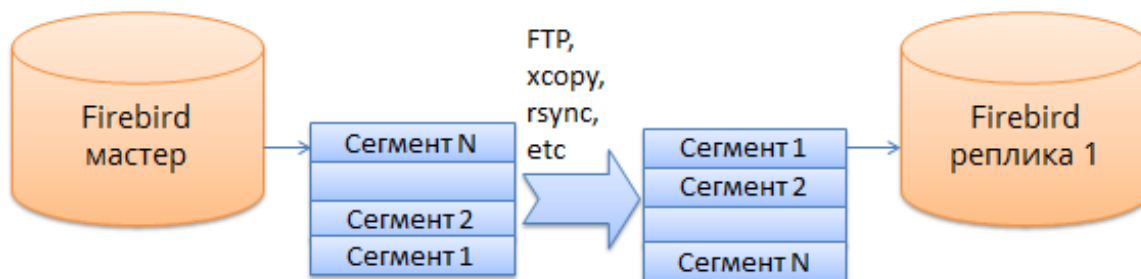 Firebird
мастер
Сегмент N
Сегмент 2
Сегмент 1
FTP,
xcopy,
rsync,
etc
Сегмент 1
Сегмент 2
Сегмент N
Firebird
реплика 1